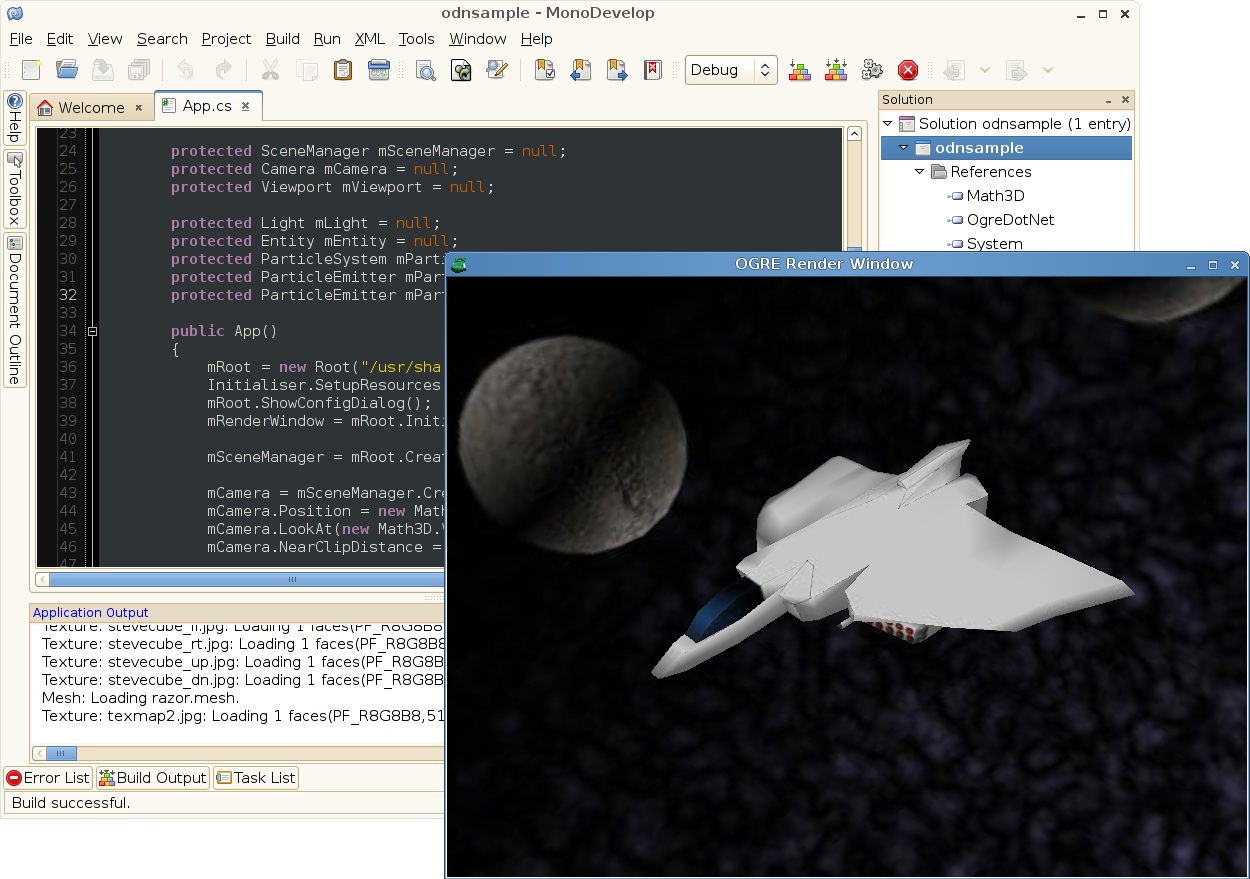 odnsample - MonoDevelop
File Edit View Search Project Build Run XML Tools Window Help
Debug
Help
Toolbox
Document Outline
Welcome
App.cs
23
24 protected SceneManager mSceneManager = null;
25 protected Camera mCamera = null;
26 protected Viewport mViewport = null;
27
28 protected Light mLight = null;
29 protected Entity mEntity = null;
30 protected ParticleSystem mParti
31 protected ParticleEmitter mPar
32 protected ParticleEmitter mPar
33
34 public App()
35 {
36 mRoot = new Root("/usr/sha
37 Initialiser.SetupResources
38 mRoot.ShowConfigDialog();
39 mRenderWindow = mRoot.Initi
40
41 mSceneManager = mRoot.Creat
42
43 mCamera = mSceneManager.Cre
44 mCamera.Position = new Math
45 mCamera.LookAt(new Math3D.V
46 mCamera.NearClipDistance =
47
Solution
Solution odnsample (1 entry)
odnsample
References
Math3D
OgreDotNet
System
OGRE Render Window
Application Output
Texture: stevecube_lf.jpg: Loading 1 faces(PF_R8G8B8
Texture: stevecube_rt.jpg: Loading 1 faces(PF_R8G8B
Texture: stevecube_up.jpg: Loading 1 faces(PF_R8G8B
Texture: stevecube_dn.jpg: Loading 1 faces(PF_R8G8B
Mesh: Loading razor.mesh.
Texture: texmap2.jpg: Loading 1 faces(PF_R8G8B8,51
Error List Build Output Task List
Build successful.